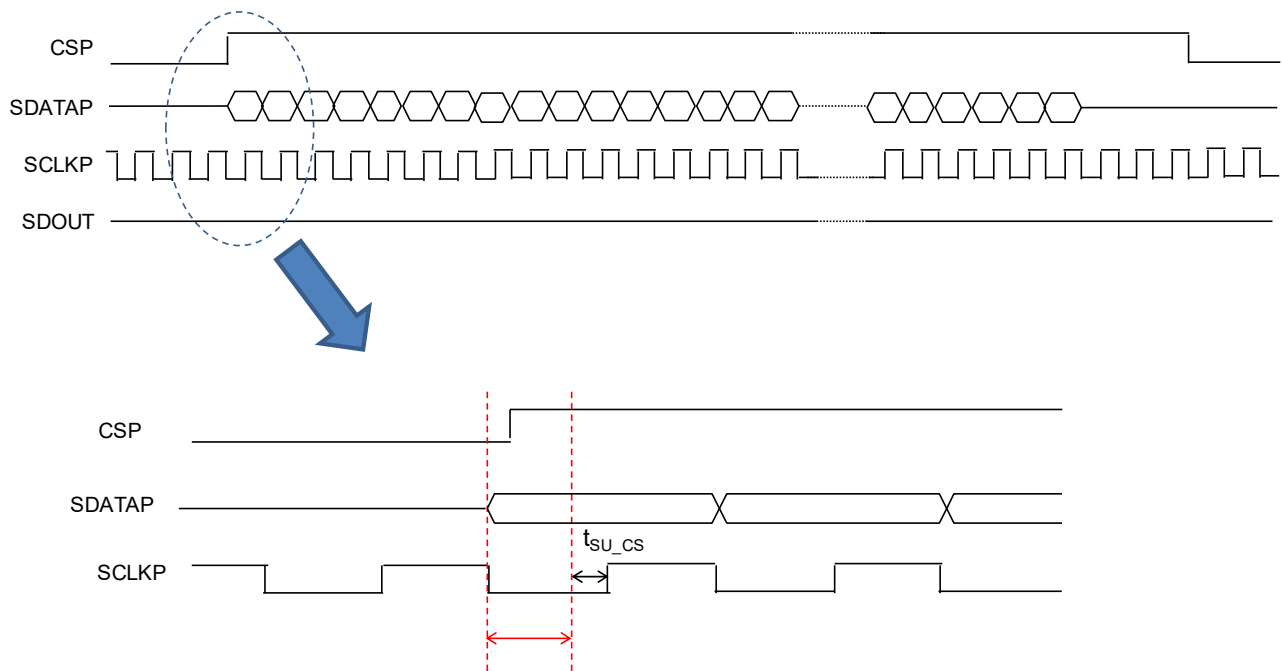 CSP
SDATAP
SCLKP
SDOUT
CSP
SDATAP
tSU_CS
SCLKP